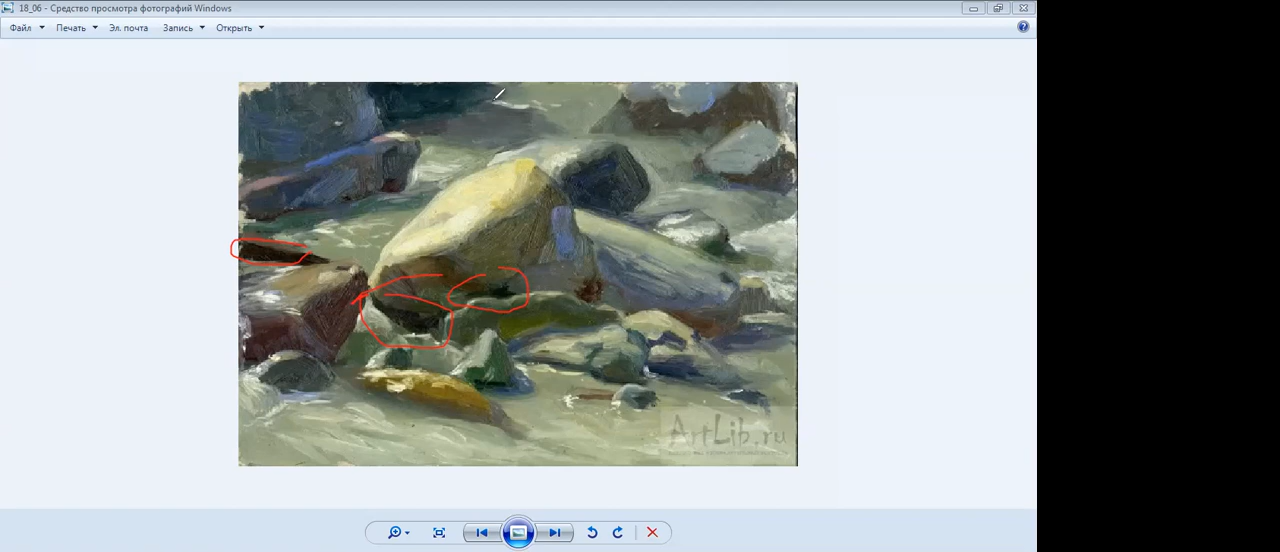 18_06 - Средство просмотра фотографий Windows
Файл Печать Эл. почта Запись Открыть
ArtLib.ru